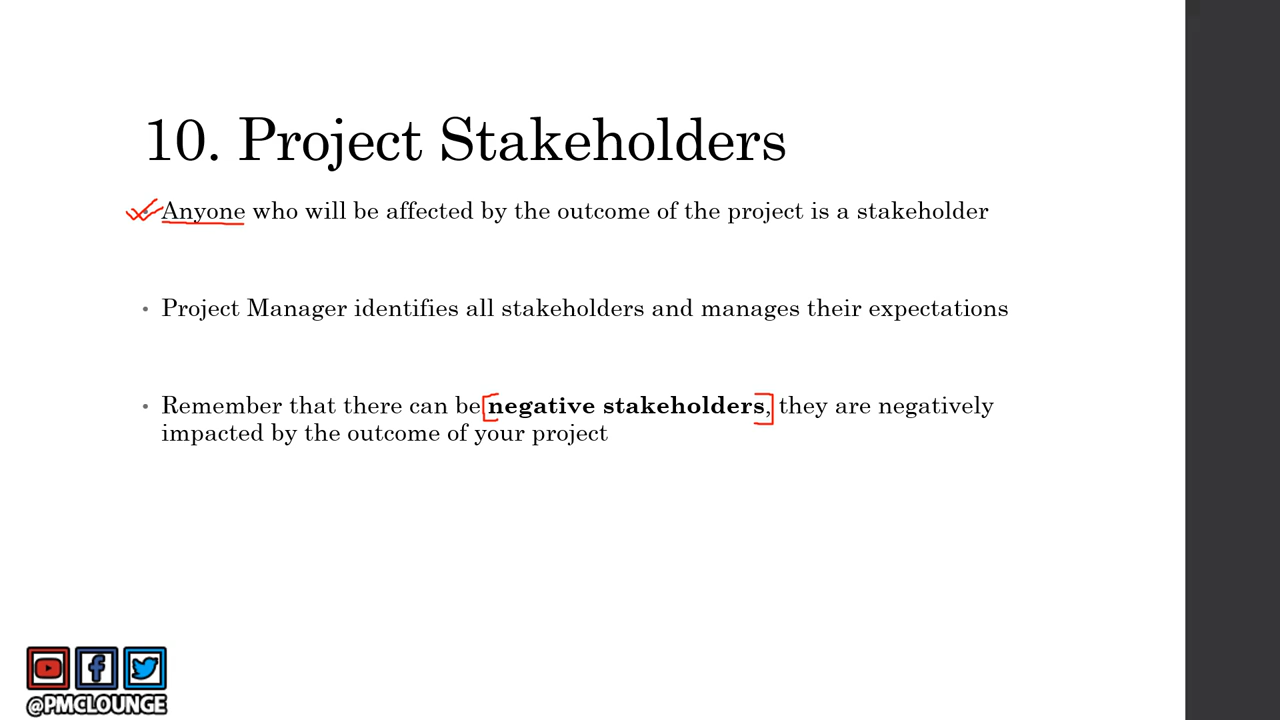 10. Project Stakeholders
• Anyone who will be affected by the outcome of the project is a stakeholder
• Project Manager identifies all stakeholders and manages their expectations
• Remember that there can be negative stakeholders, they are negatively
impacted by the outcome of your project
@PMCLOUNGE